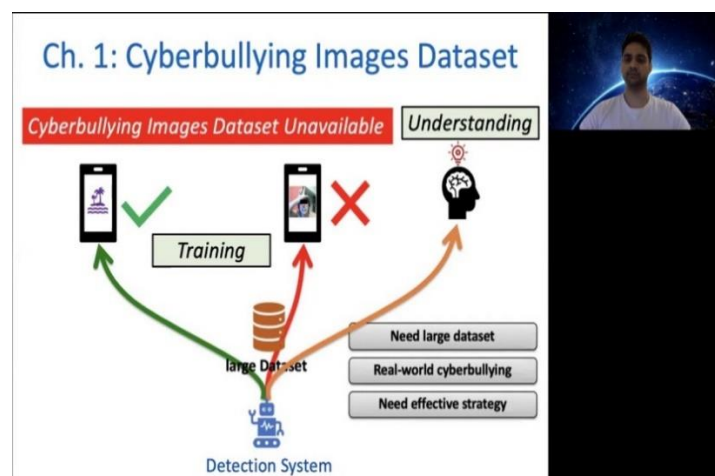 Ch. 1: Cyberbullying Images Dataset
Cyberbullying Images Dataset Unavailable
Understanding
Training
large Dataset
Need large dataset
Real-world cyberbullying
Need effective strategy
Detection System